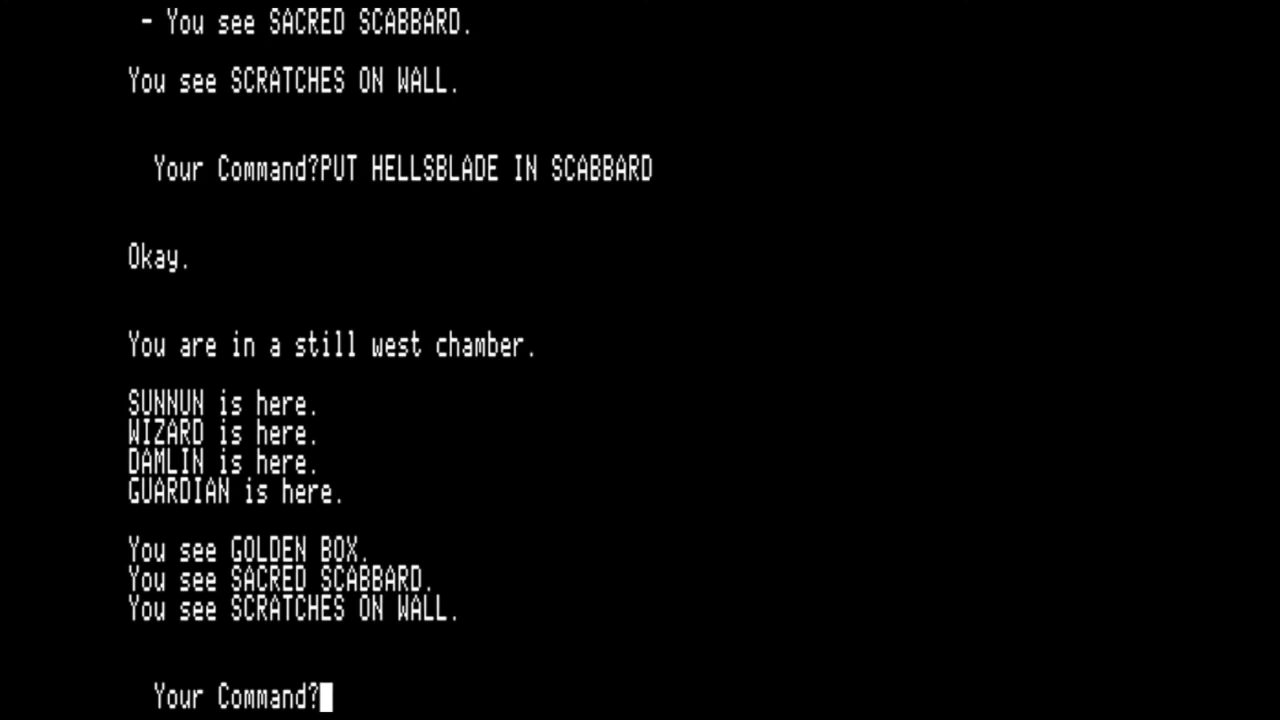 - You see SACRED SCABBARD.
You see SCRATCHES ON WALL.
Your Command?PUT HELLSBLADE IN SCABBARD
Okay.
You are in a still west chamber.
SUNNUN is here.
WIZARD is here.
DAMLIN is here.
GUARDIAN is here.
You see GOLDEN BOX.
You see SACRED SCABBARD.
You see SCRATCHES ON WALL.
Your Command?